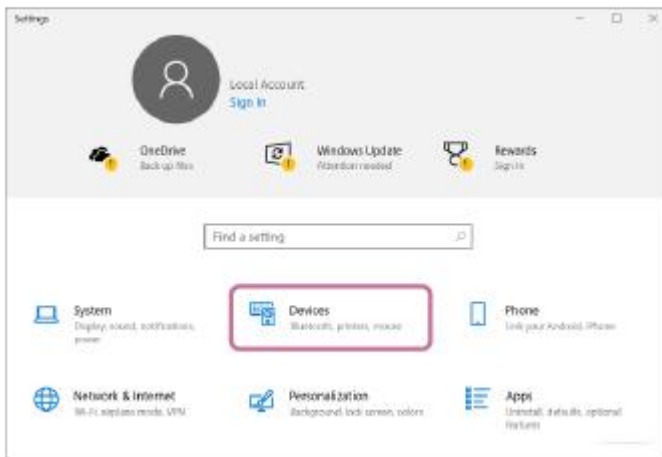 Settings
Local Account
Sign in
OneDrive
Back up files
Windows Update
Attention needed
Rewards
Sign in
Find a setting
System
Display, sound, notifications,
power
Devices
Bluetooth, printers, mouse
Phone
Link your Android, iPhone
Network & Internet
Wi-Fi, airplane mode, VPN
Personalization
Background, lock screen, colors
Apps
Uninstall, defaults, optional
features